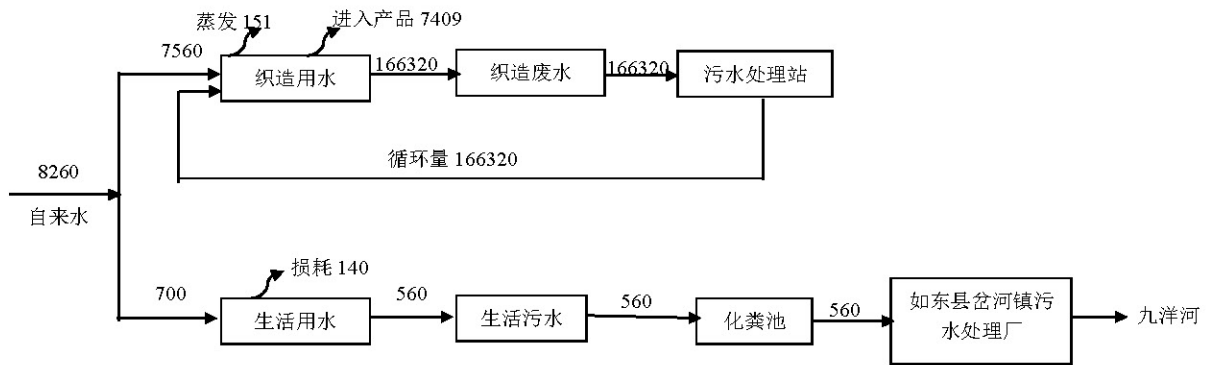 蒸发 151
进入产品 7409
7560
织造用水
166320
织造废水
166320
污水处理站
循环量 166320
8260
自来水
损耗 140
700
生活用水
560
生活污水
560
化粪池
560
如东县岔河镇污
水处理厂
九洋河